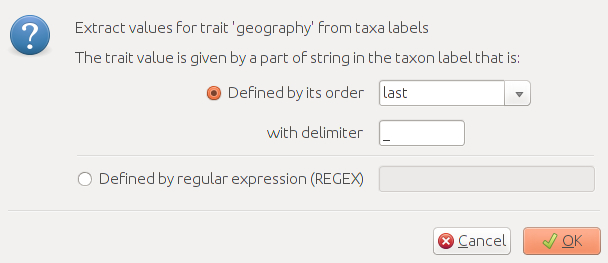 Extract values for trait 'geography' from taxa labels
The trait value is given by a part of string in the taxon label that is:
Defined by its order last
with delimiter _
Defined by regular expression (REGEX)
Cancel OK